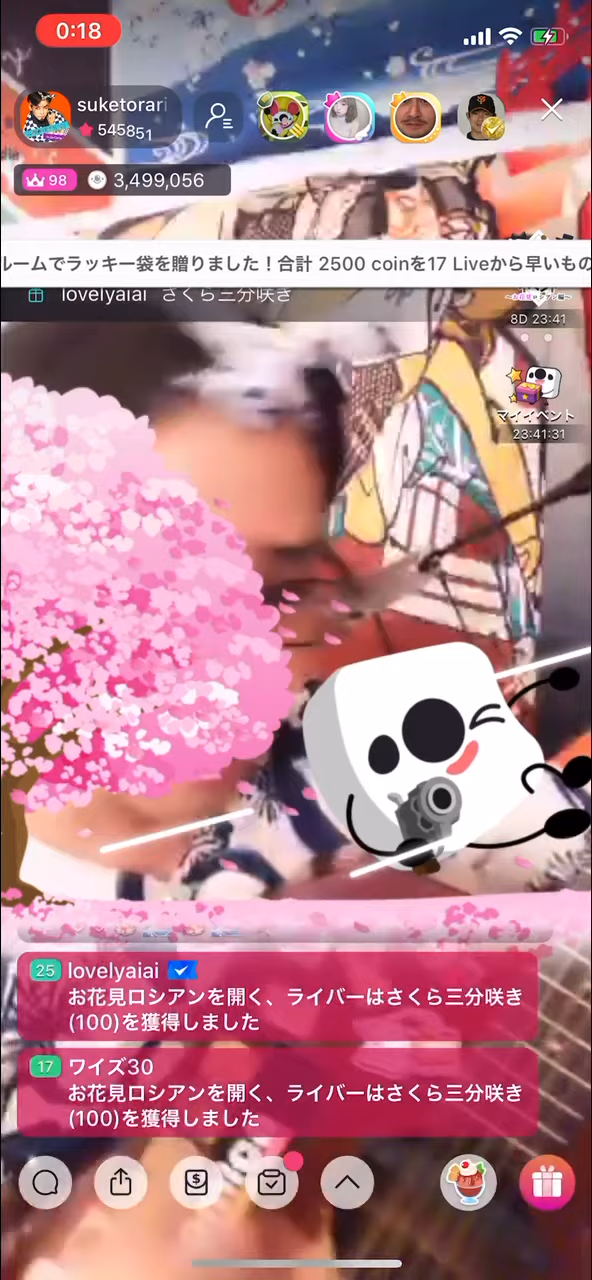 0:18
suketorari
545851
98
3,499,056
ルームでラッキー袋を贈りました！合計 2500 coinを17 Liveから早いもの
lovelyaiai さくら三分咲き
8D 23:41
マイイベント
23:41:31
25 lovelyaiai
お花見ロシアンを開く、ライバーはさくら三分咲き
(100)を獲得しました
17 ワイズ30
お花見ロシアンを開く、ライバーはさくら三分咲き
(100)を獲得しました